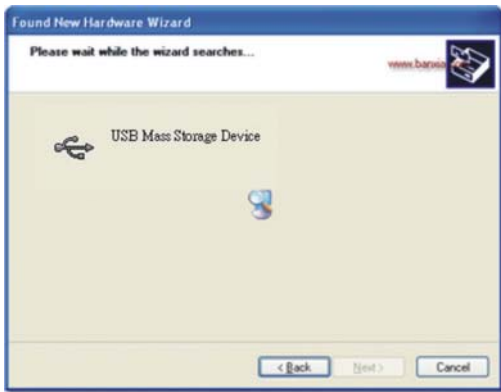 Found New Hardware Wizard
Please wait while the wizard searches...
USB Mass Storage Device
< Back
Next >
Cancel